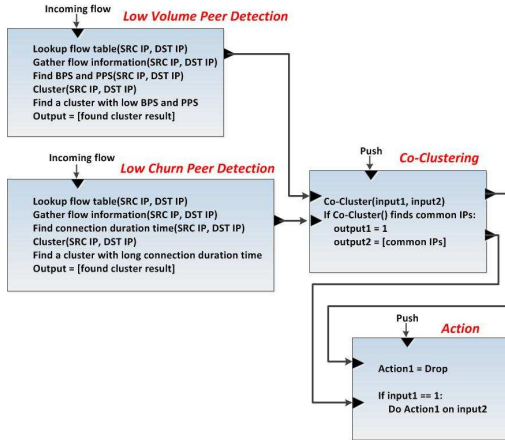 Incoming flow
Low Volume Peer Detection
Lookup flow table(SRC IP, DST IP)
Gather flow information(SRC IP, DST IP)
Find BPS and PPS(SRC IP, DST IP)
Cluster(SRC IP, DST IP)
Find a cluster with low BPS and PPS
Output = [found cluster result]
Incoming flow
Low Churn Peer Detection
Lookup flow table(SRC IP, DST IP)
Gather flow information(SRC IP, DST IP)
Find connection duration time(SRC IP, DST IP)
Cluster(SRC IP, DST IP)
Find a cluster with long connection duration time
Output = [found cluster result]
Push
Co-Clustering
Co-Cluster(input1, input2)
If Co-Cluster() finds common IPs:
output1 = 1
output2 = [common IPs]
Push
Action
Action1 = Drop
If input1 == 1:
Do Action1 on input2